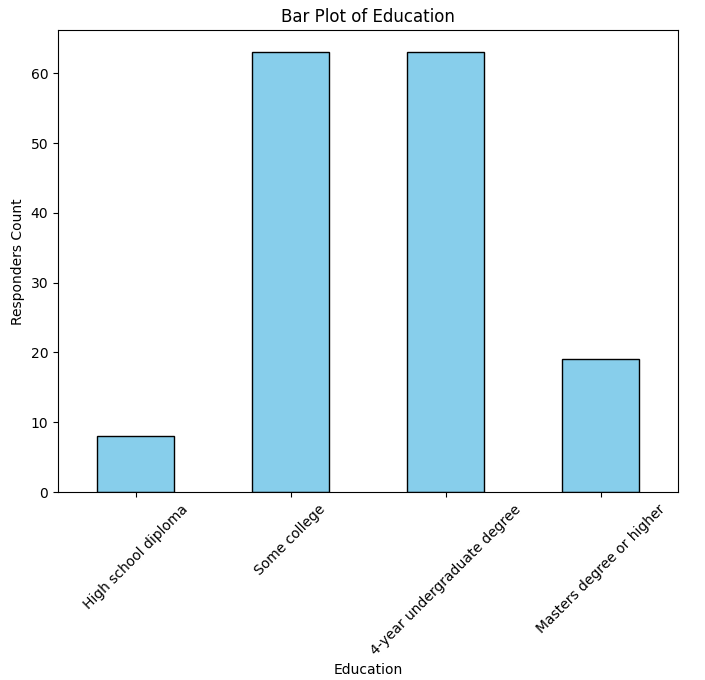 Bar Plot of Education
60
50
40
30
20
10
0
Responders Count
High school diploma
Some college
4-year undergraduate degree
Masters degree or higher
Education